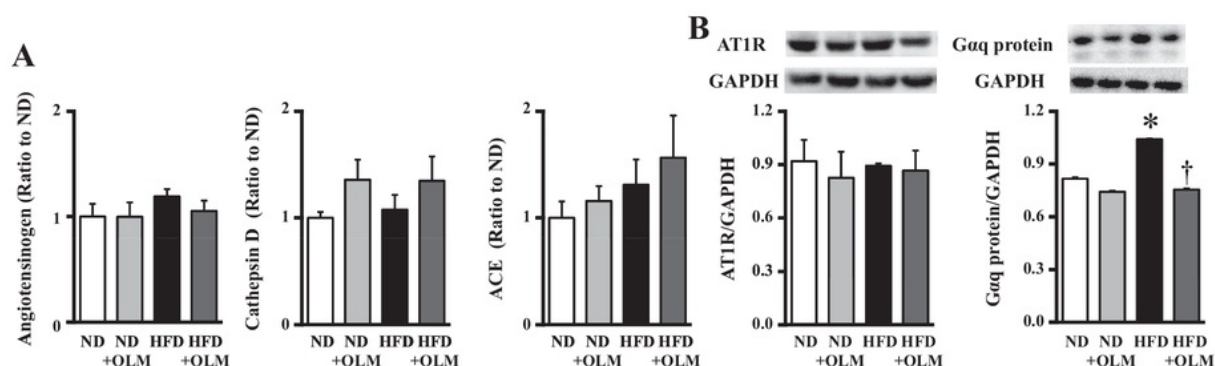 A
Angiotensinogen (Ratio to ND)
2
1
0
ND
ND
+OLM
HFD
HFD
+OLM
Cathepsin D (Ratio to ND)
2
1
0
ND
ND
+OLM
HFD
HFD
+OLM
ACE (Ratio to ND)
2
1
0
ND
ND
+OLM
HFD
HFD
+OLM
B
AT1R
GAPDH
AT1R/GAPDH
1.2
0.9
0.6
0.3
0.0
ND
ND
+OLM
HFD
HFD
+OLM
Gαq protein
GAPDH
Gαq protein/GAPDH
1.2
0.9
0.6
0.3
0.0
*
†
ND
ND
+OLM
HFD
HFD
+OLM